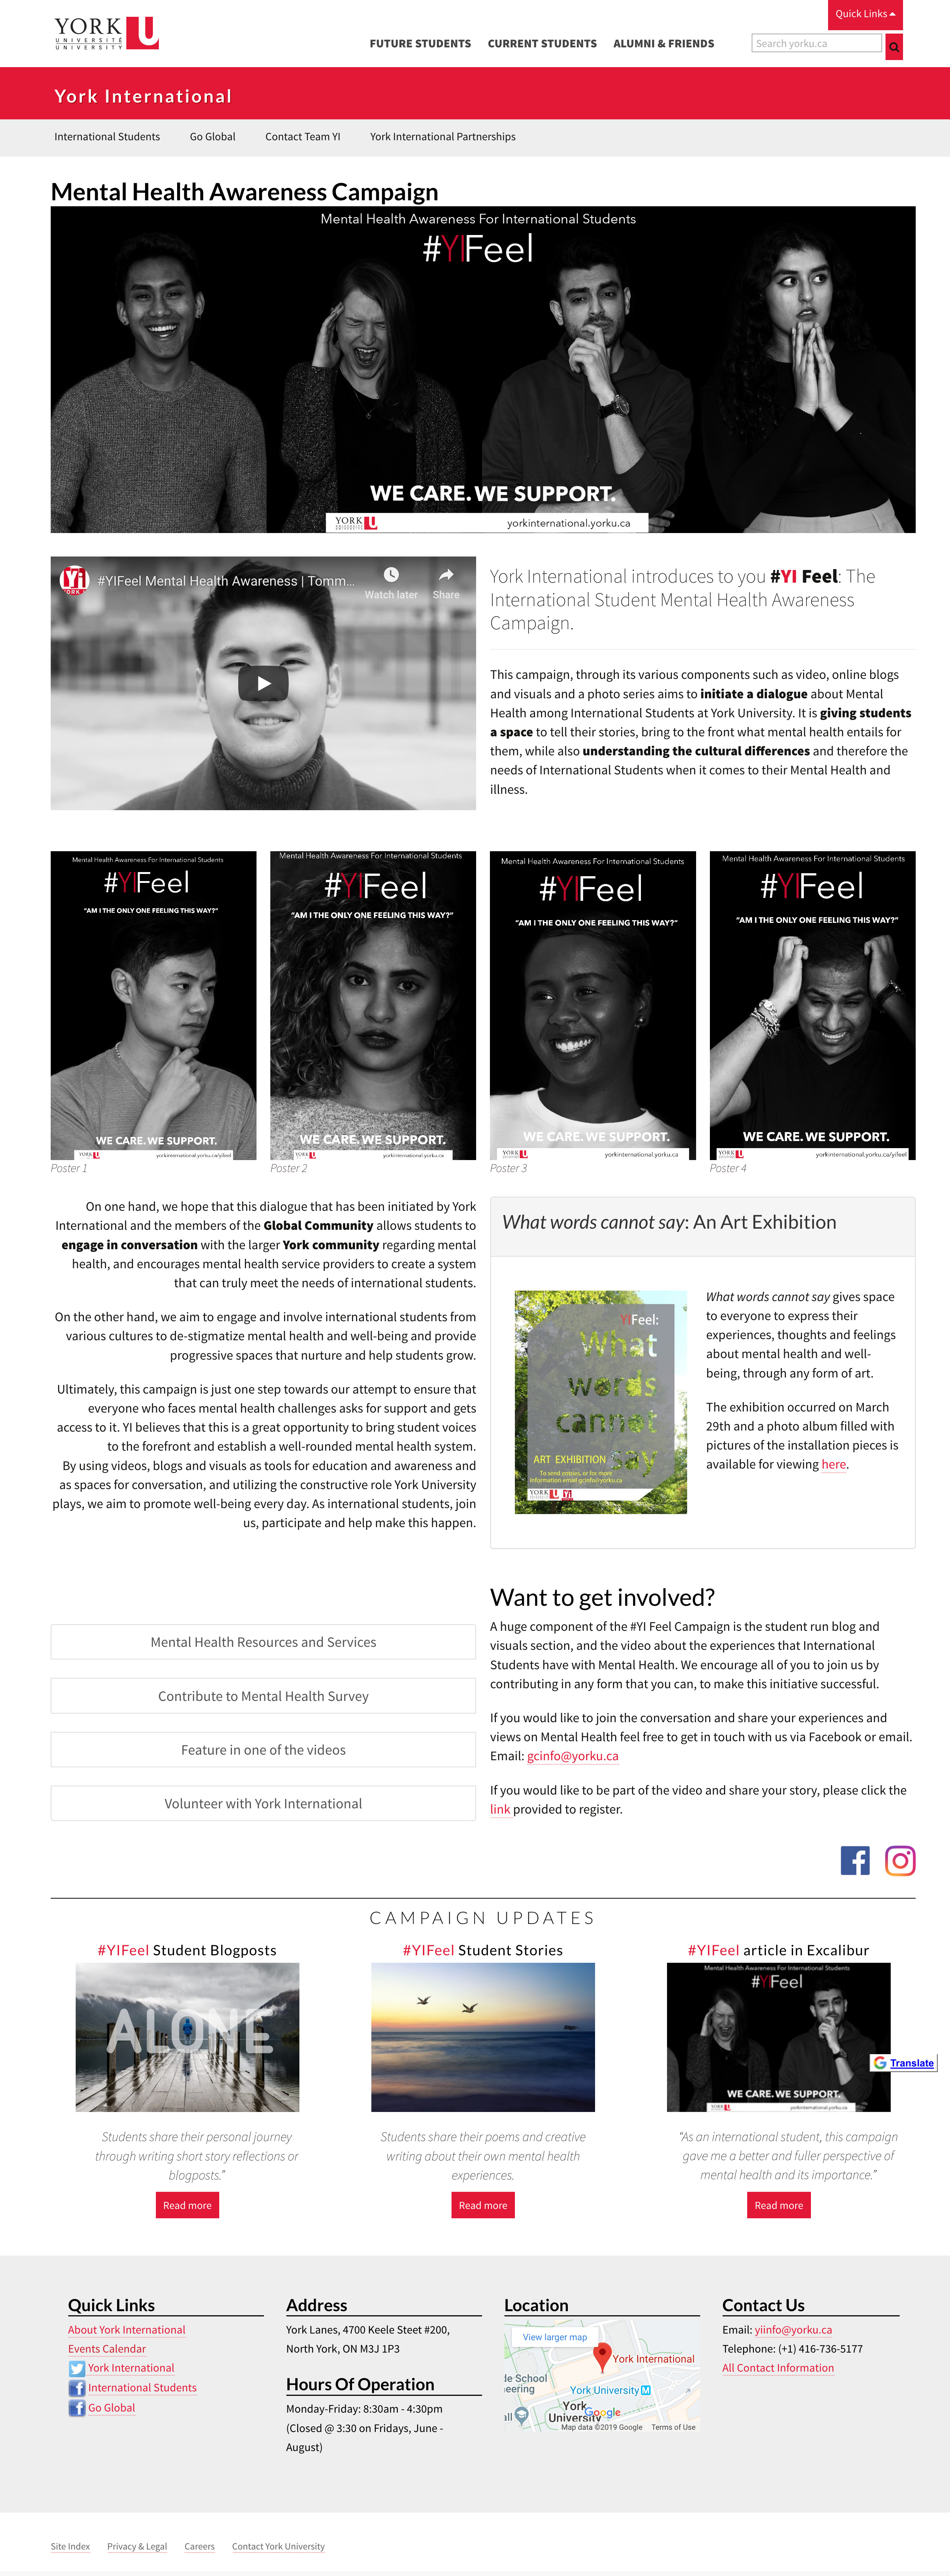 YORK U
UNIVERSITÉ
UNIVERSITY
Quick Links
FUTURE STUDENTS
CURRENT STUDENTS
ALUMNI & FRIENDS
Search yorku.ca
York International
International Students
Go Global
Contact Team YI
York International Partnerships
Mental Health Awareness Campaign
Mental Health Awareness For International Students
#YIFeel
WE CARE. WE SUPPORT.
YORK U
yorkinternational.yorku.ca
Yi
YORK
#YIFeel Mental Health Awareness | Tomm...
Watch later
Share
York International introduces to you #YI Feel: The
International Student Mental Health Awareness
Campaign.
This campaign, through its various components such as video, online blogs
and visuals and a photo series aims to initiate a dialogue about Mental
Health among International Students at York University. It is giving students
a space to tell their stories, bring to the front what mental health entails for
them, while also understanding the cultural differences and therefore the
needs of International Students when it comes to their Mental Health and
illness.
Mental Health Awareness For International Students
#YIFeel
"AM I THE ONLY ONE FEELING THIS WAY?"
WE CARE. WE SUPPORT.
YORK U
yorkinternational.yorku.ca/yifeel
Poster 1
Mental Health Awareness For International Students
#YIFeel
"AM I THE ONLY ONE FEELING THIS WAY?"
WE CARE. WE SUPPORT.
YORK U
yorkinternational.yorku.ca
Poster 2
Mental Health Awareness For International Students
#YIFeel
"AM I THE ONLY ONE FEELING THIS WAY?"
WE CARE. WE SUPPORT.
YORK U
yorkinternational.yorku.ca
Poster 3
Mental Health Awareness For International Students
#YIFeel
"AM I THE ONLY ONE FEELING THIS WAY?"
WE CARE. WE SUPPORT.
YORK U
yorkinternational.yorku.ca/yifeel
Poster 4
On one hand, we hope that this dialogue that has been initiated by York
International and the members of the Global Community allows students to
engage in conversation with the larger York community regarding mental
health, and encourages mental health service providers to create a system
that can truly meet the needs of international students.
On the other hand, we aim to engage and involve international students from
various cultures to de-stigmatize mental health and well-being and provide
progressive spaces that nurture and help students grow.
Ultimately, this campaign is just one step towards our attempt to ensure that
everyone who faces mental health challenges asks for support and gets
access to it. YI believes that this is a great opportunity to bring student voices
to the forefront and establish a well-rounded mental health system.
By using videos, blogs and visuals as tools for education and awareness and
as spaces for conversation, and utilizing the constructive role York University
plays, we aim to promote well-being every day. As international students, join
us, participate and help make this happen.
What words cannot say: An Art Exhibition
YIFeel:
What
words
cannot
say
ART EXHIBITION
To send entries, or for more
information email gcinfo@yorku.ca
YORK U
Yi
What words cannot say gives space
to everyone to express their
experiences, thoughts and feelings
about mental health and well-
being, through any form of art.
The exhibition occurred on March
29th and a photo album filled with
pictures of the installation pieces is
available for viewing here.
Mental Health Resources and Services
Contribute to Mental Health Survey
Feature in one of the videos
Volunteer with York International
Want to get involved?
A huge component of the #YI Feel Campaign is the student run blog and
visuals section, and the video about the experiences that International
Students have with Mental Health. We encourage all of you to join us by
contributing in any form that you can, to make this initiative successful.
If you would like to join the conversation and share your experiences and
views on Mental Health feel free to get in touch with us via Facebook or email.
Email: gcinfo@yorku.ca
If you would like to be part of the video and share your story, please click the
link provided to register.
CAMPAIGN UPDATES
#YIFeel Student Blogposts
ALONE
Students share their personal journey
through writing short story reflections or
blogposts."
Read more
#YIFeel Student Stories
Students share their poems and creative
writing about their own mental health
experiences.
Read more
#YIFeel article in Excalibur
Mental Health Awareness For International Students
#YIFeel
WE CARE. WE SUPPORT.
YORK U
yorkinternational.yorku.ca
Translate
"As an international student, this campaign
gave me a better and fuller perspective of
mental health and its importance."
Read more
Quick Links
About York International
Events Calendar
York International
International Students
Go Global
Address
York Lanes, 4700 Keele Steet #200,
North York, ON M3J 1P3
Hours Of Operation
Monday-Friday: 8:30am - 4:30pm
(Closed @ 3:30 on Fridays, June -
August)
Location
View larger map
York International
de School
eering
York University M
York
University
all
Google
Map data ©2019 Google
Terms of Use
Contact Us
Email: yiinfo@yorku.ca
Telephone: (+1) 416-736-5177
All Contact Information
Site Index
Privacy & Legal
Careers
Contact York University